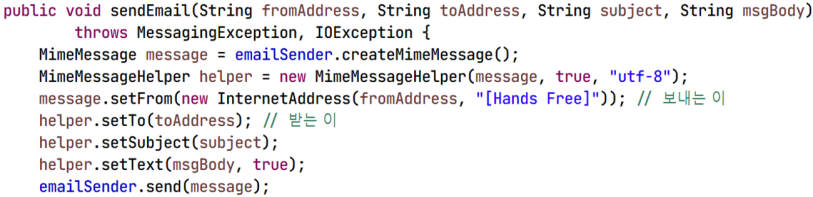 public void sendEmail(String fromAddress, String toAddress, String subject, String msgBody)
        throws MessagingException, IOException {
    MimeMessage message = emailSender.createMimeMessage();
    MimeMessageHelper helper = new MimeMessageHelper(message, true, "utf-8");
    message.setFrom(new InternetAddress(fromAddress, "[Hands Free]")); // 보내는 이
    helper.setTo(toAddress); // 받는 이
    helper.setSubject(subject);
    helper.setText(msgBody, true);
    emailSender.send(message);